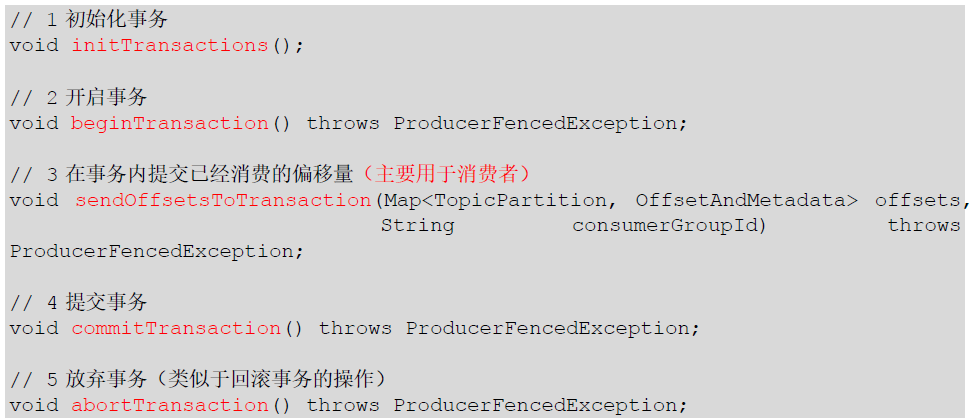 // 1 初始化事务
void initTransactions();
// 2 开启事务
void beginTransaction() throws ProducerFencedException;
// 3 在事务内提交已经消费的偏移量（主要用于消费者）
void sendOffsetsToTransaction(Map<TopicPartition, OffsetAndMetadata> offsets,
String consumerGroupId) throws
ProducerFencedException;
// 4 提交事务
void commitTransaction() throws ProducerFencedException;
// 5 放弃事务（类似于回滚事务的操作）
void abortTransaction() throws ProducerFencedException;